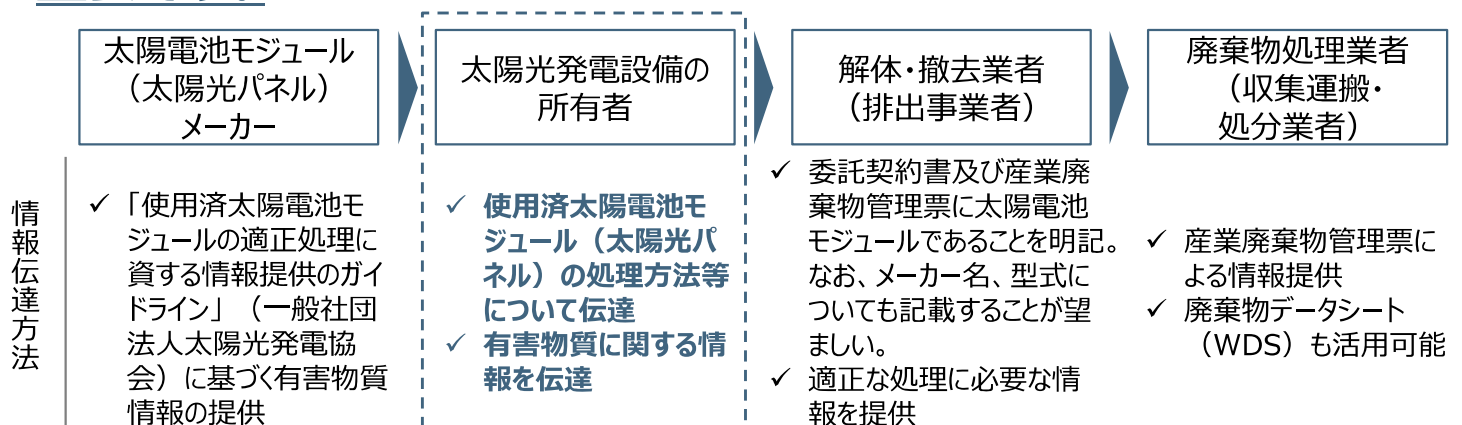 太陽電池モジュール
（太陽光パネル）
メーカー
太陽光発電設備の
所有者
解体・撤去業者
（排出事業者）
廃棄物処理業者
（収集運搬・
処分業者）
情報伝達方法
✓ 「使用済太陽電池モ
ジュールの適正処理に
資する情報提供のガイ
ドライン」（一般社団
法人太陽光発電協
会）に基づく有害物質
情報の提供
✓ 使用済太陽電池モ
ジュール（太陽光パ
ネル）の処理方法等
について伝達
✓ 有害物質に関する情
報を伝達
✓ 委託契約書及び産業廃
棄物管理票に太陽電池
モジュールであることを明記。
なお、メーカー名、型式に
ついても記載することが望
ましい。
✓ 適正な処理に必要な情
報を提供
✓ 産業廃棄物管理票に
よる情報提供
✓ 廃棄物データシート
（WDS）も活用可能